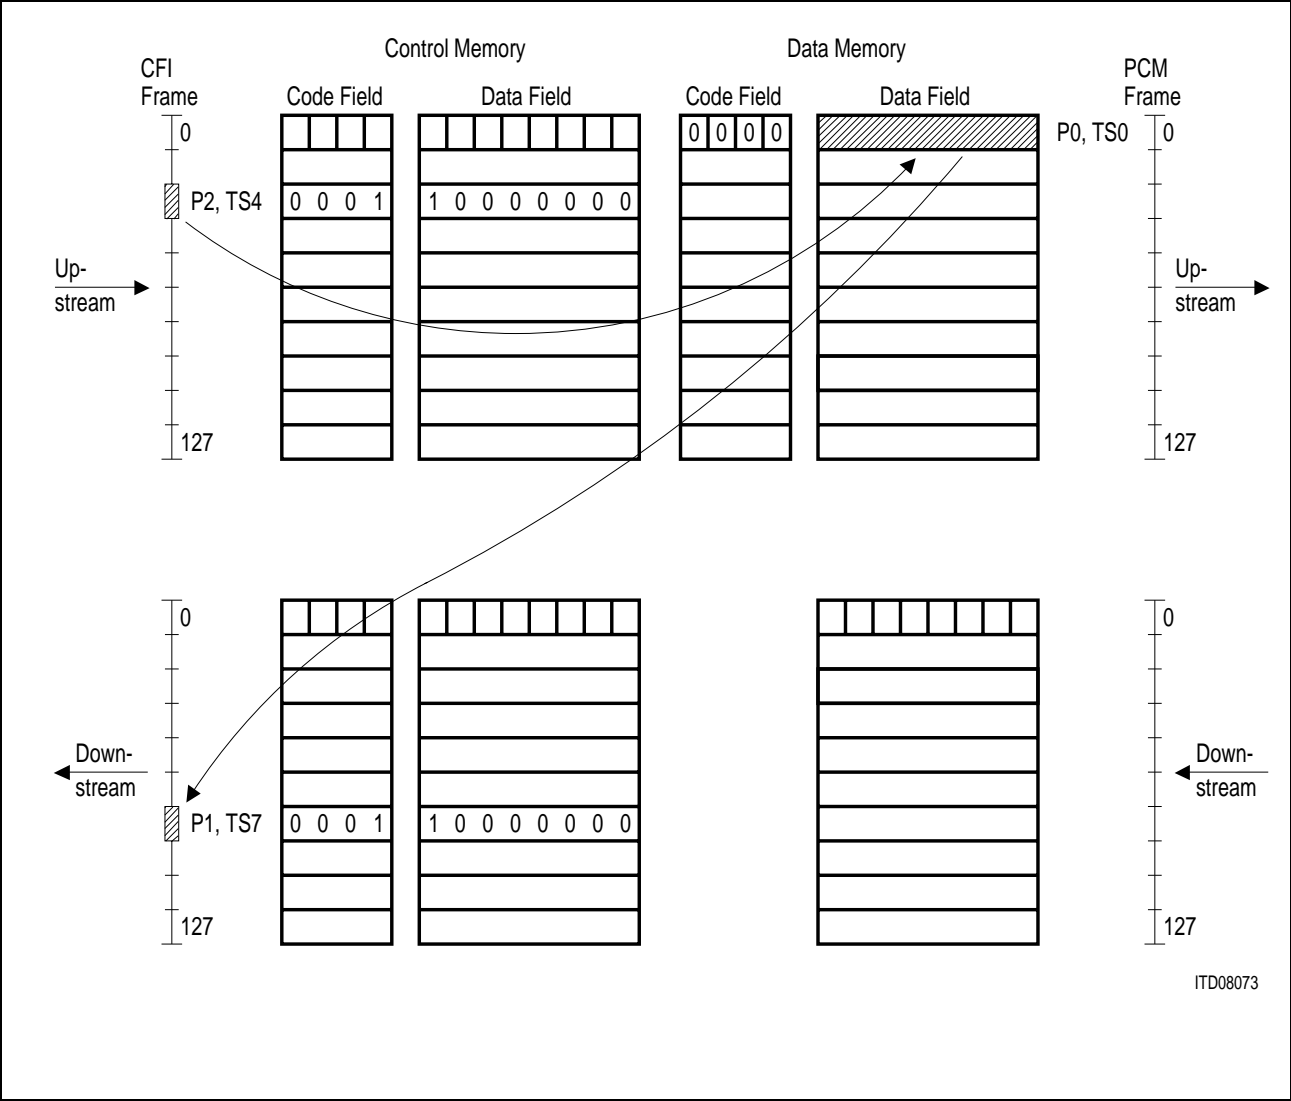 Control Memory
Data Memory
CFI
Frame
PCM
Frame
Code Field
Data Field
Code Field
Data Field
0
0 0 0 0
P0, TS0
0
P2, TS4
0 0 0 1
1 0 0 0 0 0 0 0
Up-
stream
Up-
stream
127
127
0
0
Down-
stream
Down-
stream
P1, TS7
0 0 0 1
1 0 0 0 0 0 0 0
127
127
ITD08073